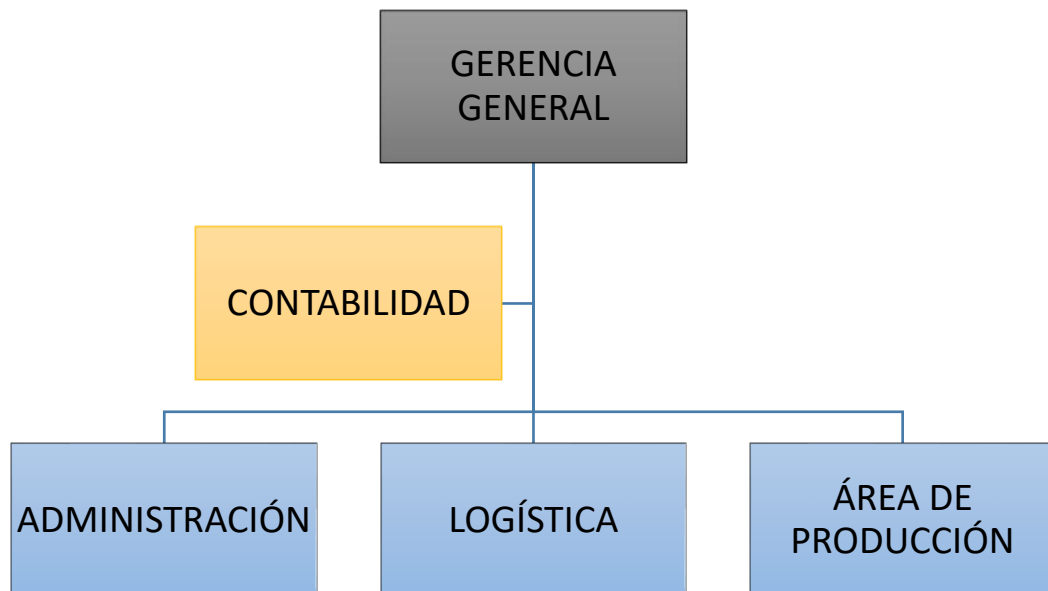 GERENCIA
GENERAL
CONTABILIDAD
ADMINISTRACIÓN
LOGÍSTICA
ÁREA DE
PRODUCCIÓN